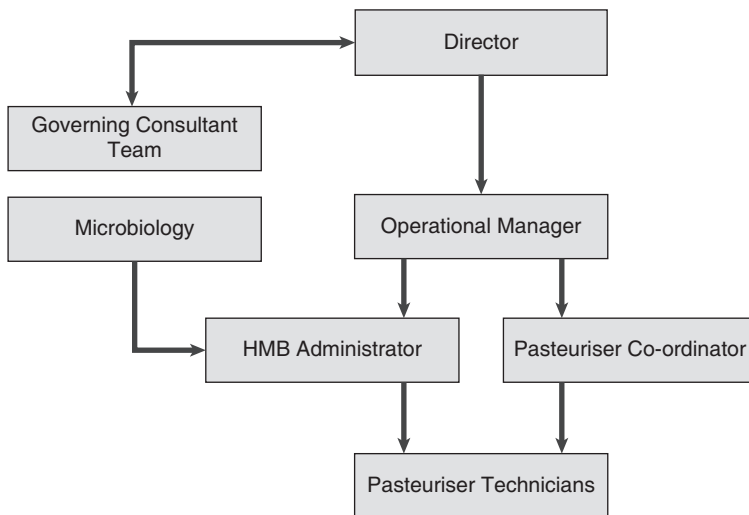 Director
Governing Consultant
Team
Microbiology
Operational Manager
HMB Administrator
Pasteuriser Co-ordinator
Pasteuriser Technicians